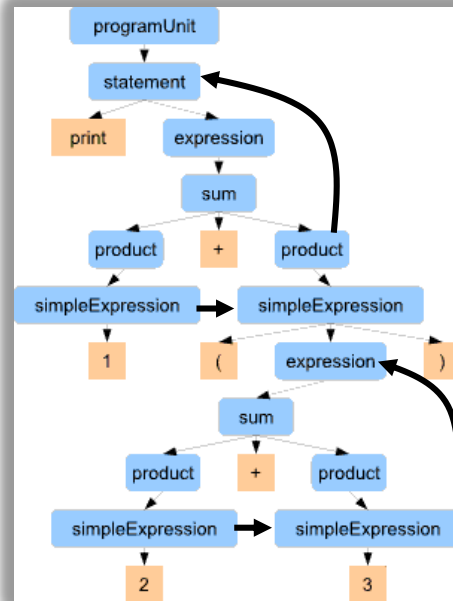 programUnit
statement
print expression
sum
product + product
simpleExpression simpleExpression
1 ( expression )
sum
product + product
simpleExpression simpleExpression
2 3